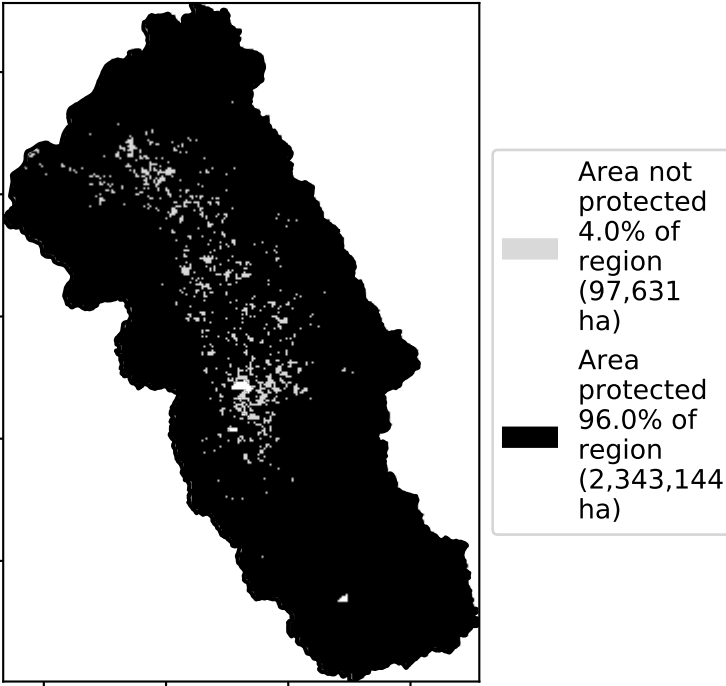 Area not
protected
4.0% of
region
(97,631
ha)
Area
protected
96.0% of
region
(2,343,144
ha)